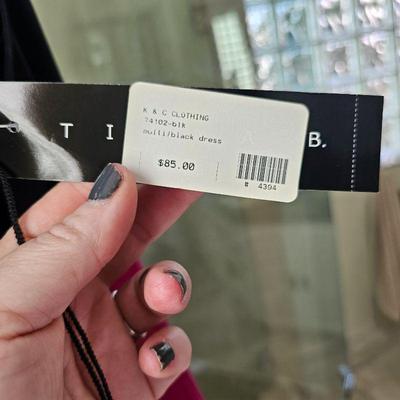 K & C CLOTHING
74102-blk
multi/black dress
$85.00
# 4394
T I B.